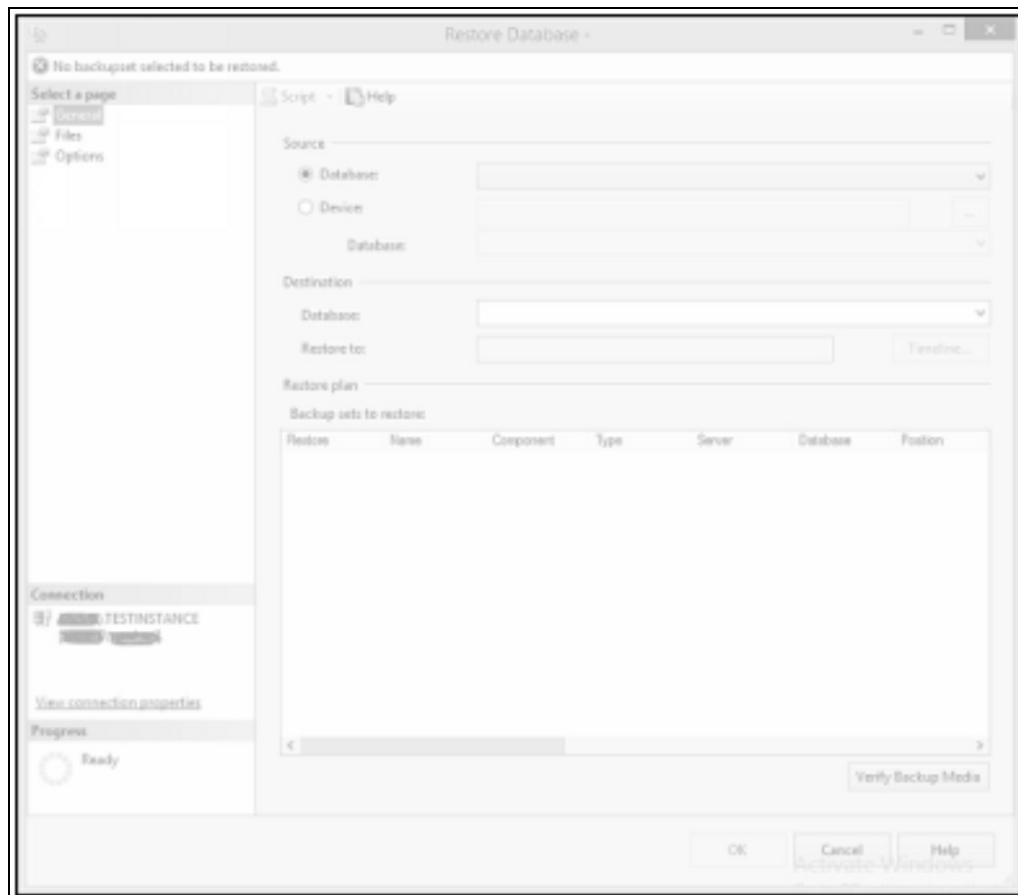 Restore Database -
No backupset selected to be restored.
Select a page
General
Files
Options
Script
Help
Source
Database:
Device:
Database:
Destination
Database:
Restore to:
Timeline...
Restore plan
Backup sets to restore:
Restore Name Component Type Server Database Position
Connection
TESTINSTANCE
View connection properties
Progress
Ready
Verify Backup Media
OK Cancel Help
Activate Windows